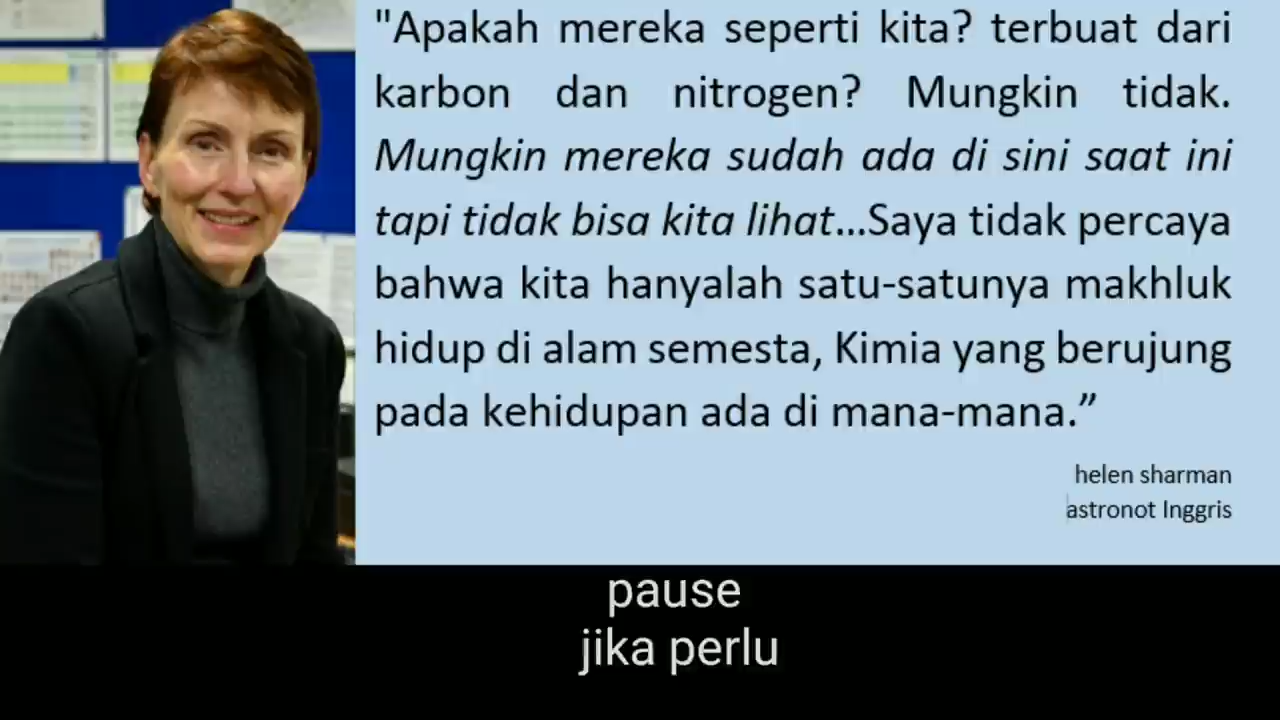 "Apakah mereka seperti kita? terbuat dari
karbon dan nitrogen? Mungkin tidak.
Mungkin mereka sudah ada di sini saat ini
tapi tidak bisa kita lihat...Saya tidak percaya
bahwa kita hanyalah satu-satunya makhluk
hidup di alam semesta, Kimia yang berujung
pada kehidupan ada di mana-mana.”
helen sharman
astronot Inggris
pause
jika perlu